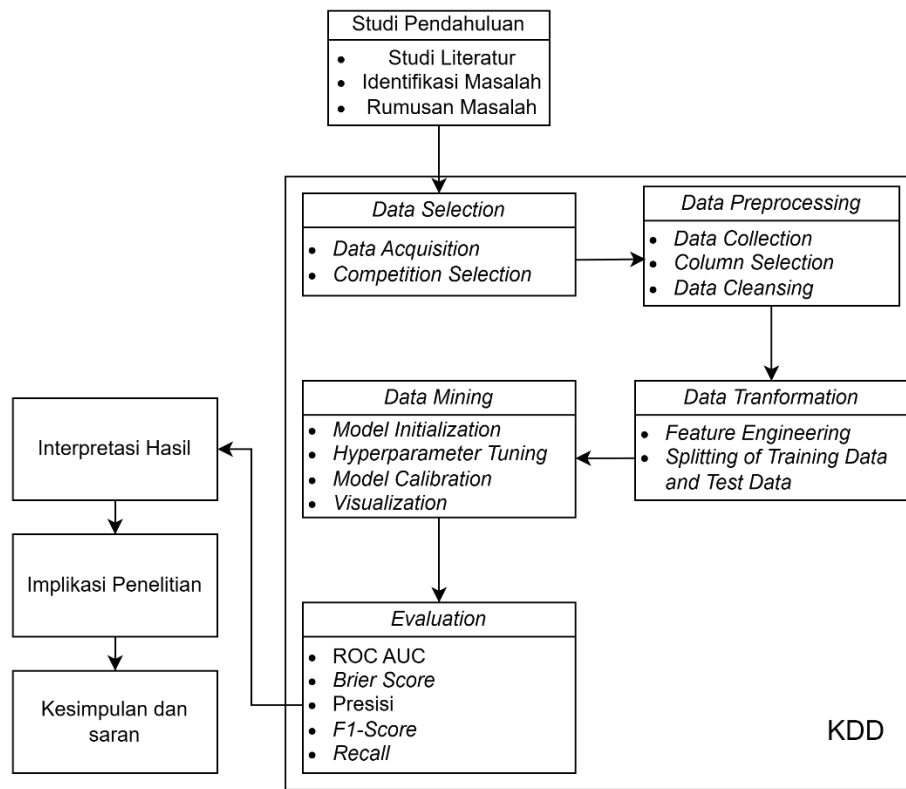 Studi Pendahuluan
• Studi Literatur
• Identifikasi Masalah
• Rumusan Masalah
Data Selection
• Data Acquisition
• Competition Selection
Data Preprocessing
• Data Collection
• Column Selection
• Data Cleansing
Data Tranformation
• Feature Engineering
• Splitting of Training Data
and Test Data
Data Mining
• Model Initialization
• Hyperparameter Tuning
• Model Calibration
• Visualization
Evaluation
• ROC AUC
• Brier Score
• Presisi
• F1-Score
• Recall
KDD
Interpretasi Hasil
Implikasi Penelitian
Kesimpulan dan
saran